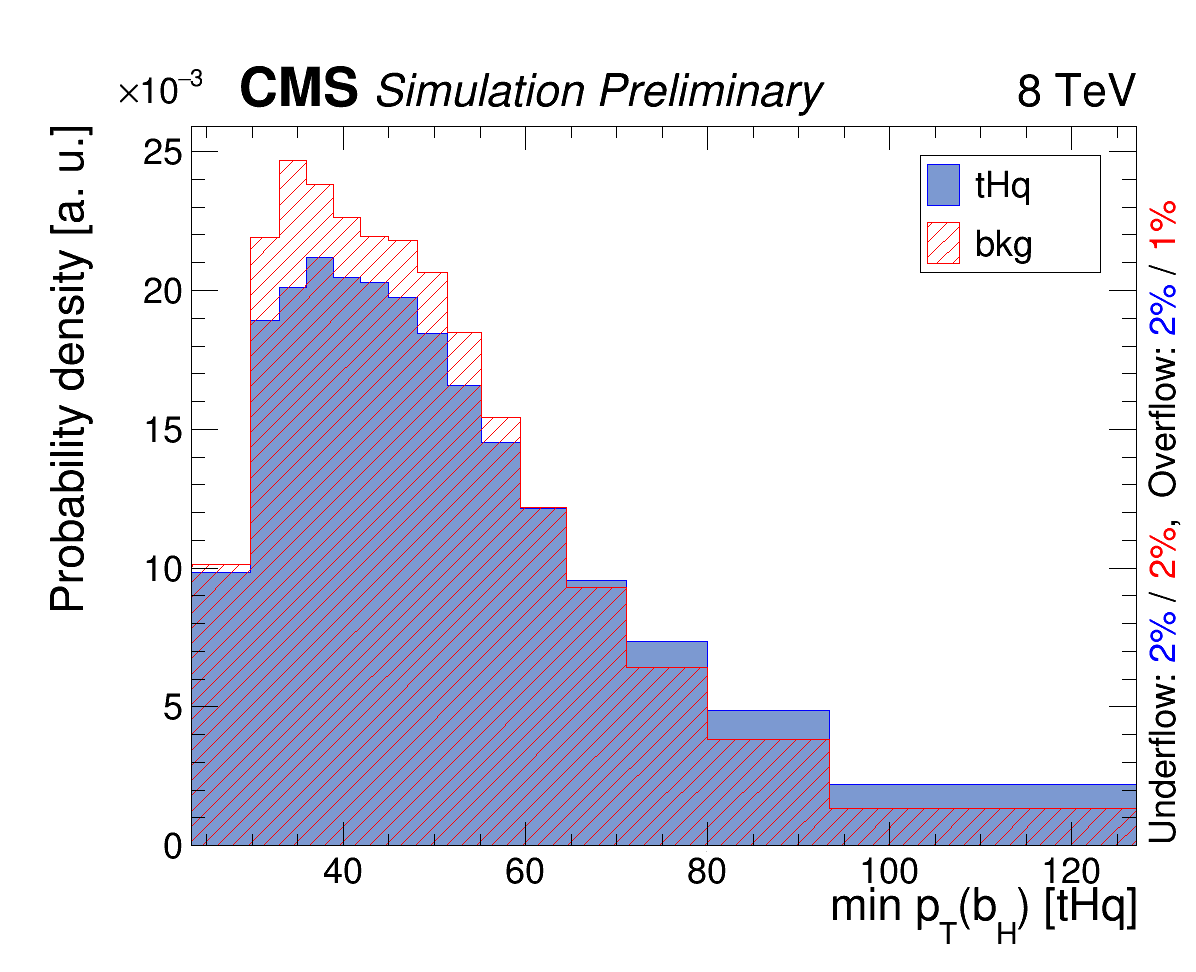 ×10⁻³ CMS Simulation Preliminary 8 TeV
Probability density [a. u.]
25
20
15
10
5
0
tHq
bkg
40 60 80 100 120
min p_T(b_H) [tHq]
Underflow: 2% / 2%, Overflow: 2% / 1%